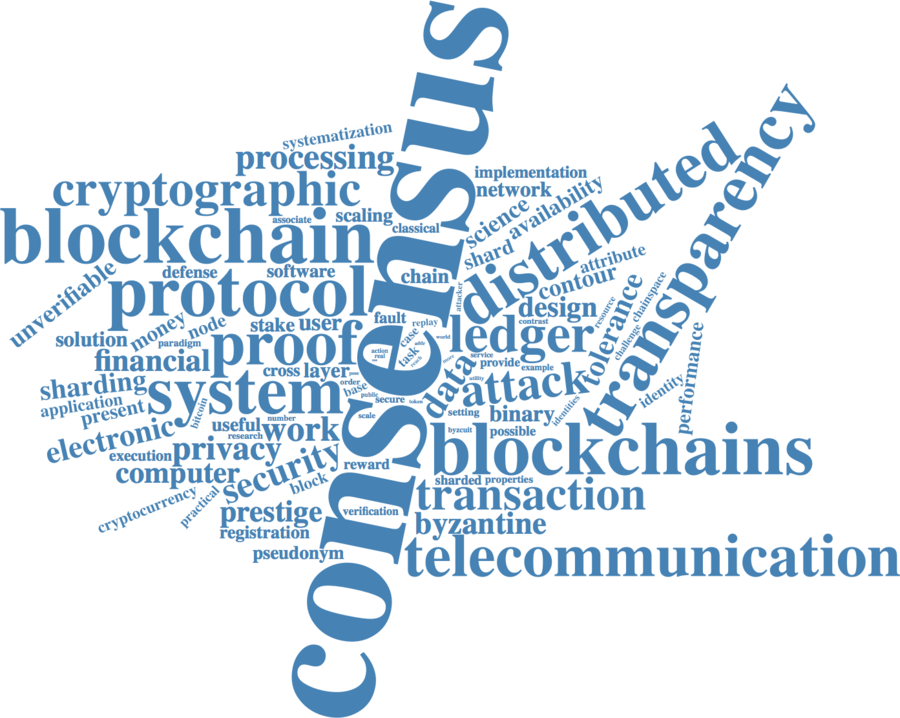 consensus
systematization
processing
implementation
cryptographic
network
scaling
associate
classical
science
availability
distributed
transparency
blockchain
shard
attribute
contour
unverifiable
defense
software
chain
protocol
attacker
design
tolerance
chainspace
resource
contrast
challenge
solution
money
node
paradigm
stake
user
fault
replay
case
task
world
ledger
financial
proof
action
real
addr
reach
more
service
provide
example
cross
layer
pow
sharding
system
order
base
public
secure
token
data
utility
attack
application
present
bitcoin
number
scale
setting
binary
identities
identity
performance
electronic
useful
research
work
byzcuit
possible
execution
privacy
blockchains
computer
security
reward
block
sharded
properties
cryptocurrency
practical
prestige
verification
transaction
registration
byzantine
pseudonym
telecommunication